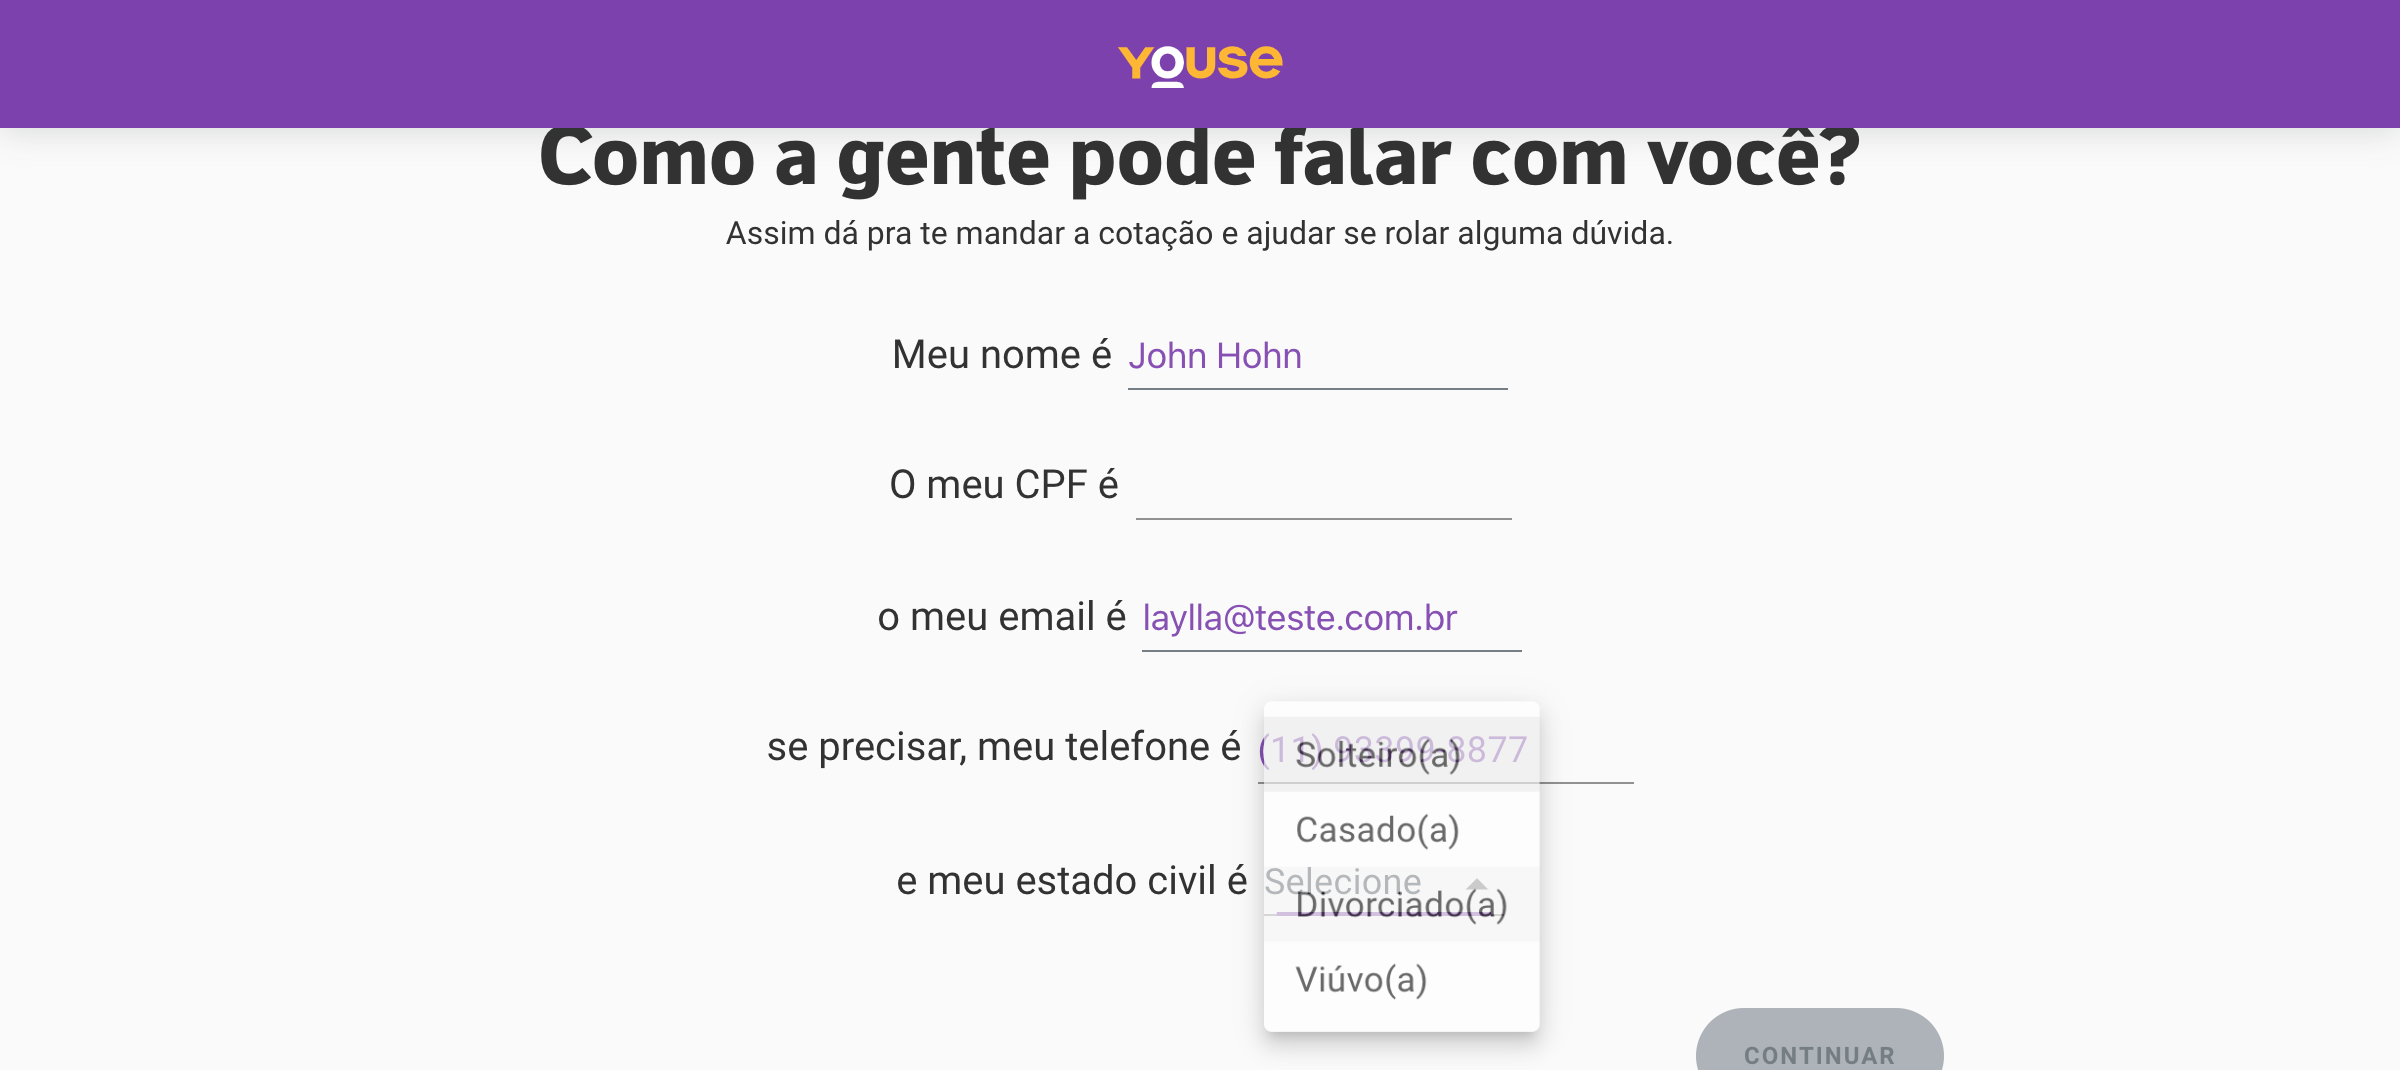 youse
Como a gente pode falar com você?
Assim dá pra te mandar a cotação e ajudar se rolar alguma dúvida.
Meu nome é John Hohn
O meu CPF é
o meu email é laylla@teste.com.br
se precisar, meu telefone é (11) 93399-8877
Solteiro(a)
Casado(a)
e meu estado civil é Selecione
Divorciado(a)
Viúvo(a)
CONTINUAR